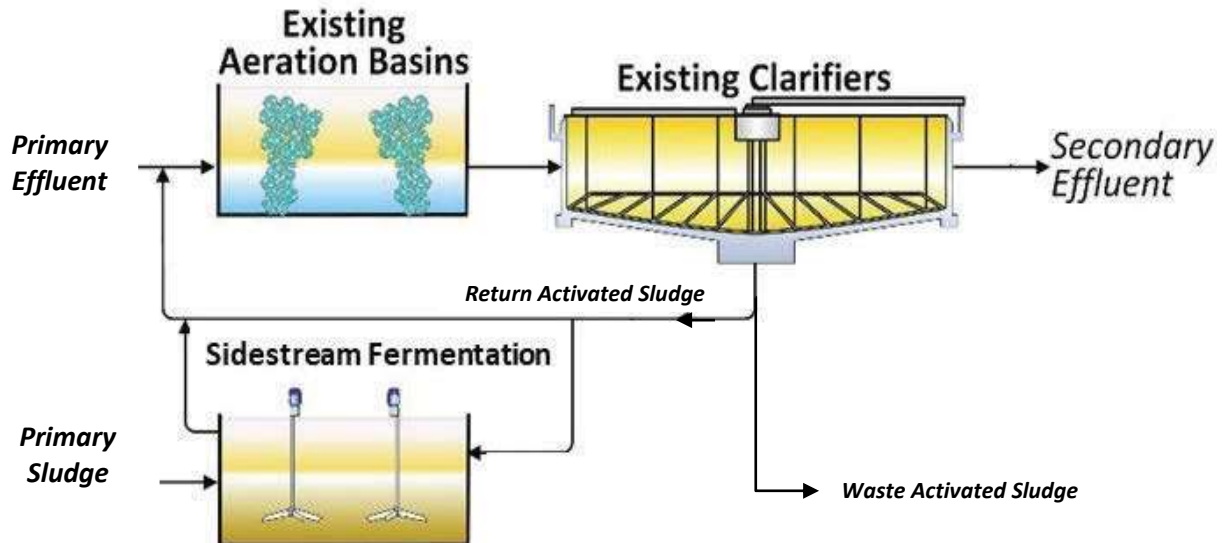 Existing
Aeration Basins
Existing Clarifiers
Primary
Effluent
Secondary
Effluent
Return Activated Sludge
Sidestream Fermentation
Primary
Sludge
Waste Activated Sludge